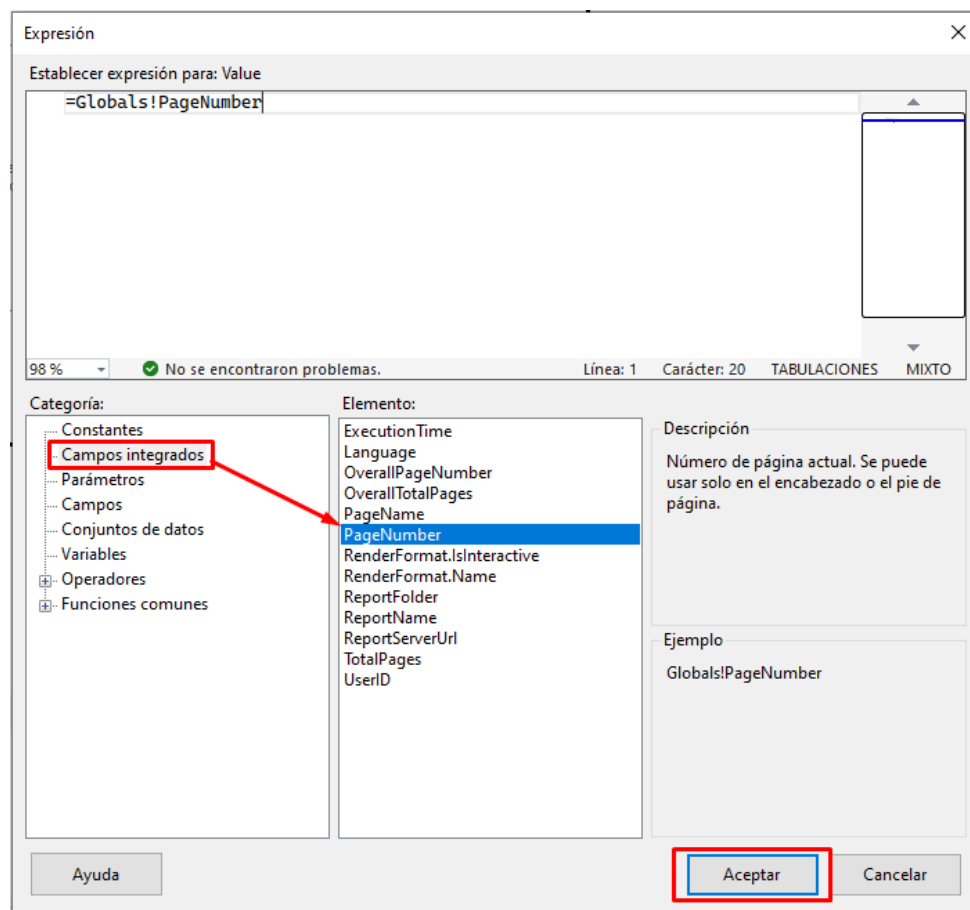 Expresión
Establecer expresión para: Value
=Globals!PageNumber
98 % No se encontraron problemas. Línea: 1 Carácter: 20 TABULACIONES MIXTO
Categoría:
Constantes
Campos integrados
Parámetros
Campos
Conjuntos de datos
Variables
Operadores
Funciones comunes
Elemento:
ExecutionTime
Language
OverallPageNumber
OverallTotalPages
PageName
PageNumber
RenderFormat.IsInteractive
RenderFormat.Name
ReportFolder
ReportName
ReportServerUrl
TotalPages
UserID
Descripción
Número de página actual. Se puede
usar solo en el encabezado o el pie de
página.
Ejemplo
Globals!PageNumber
Ayuda
Aceptar
Cancelar